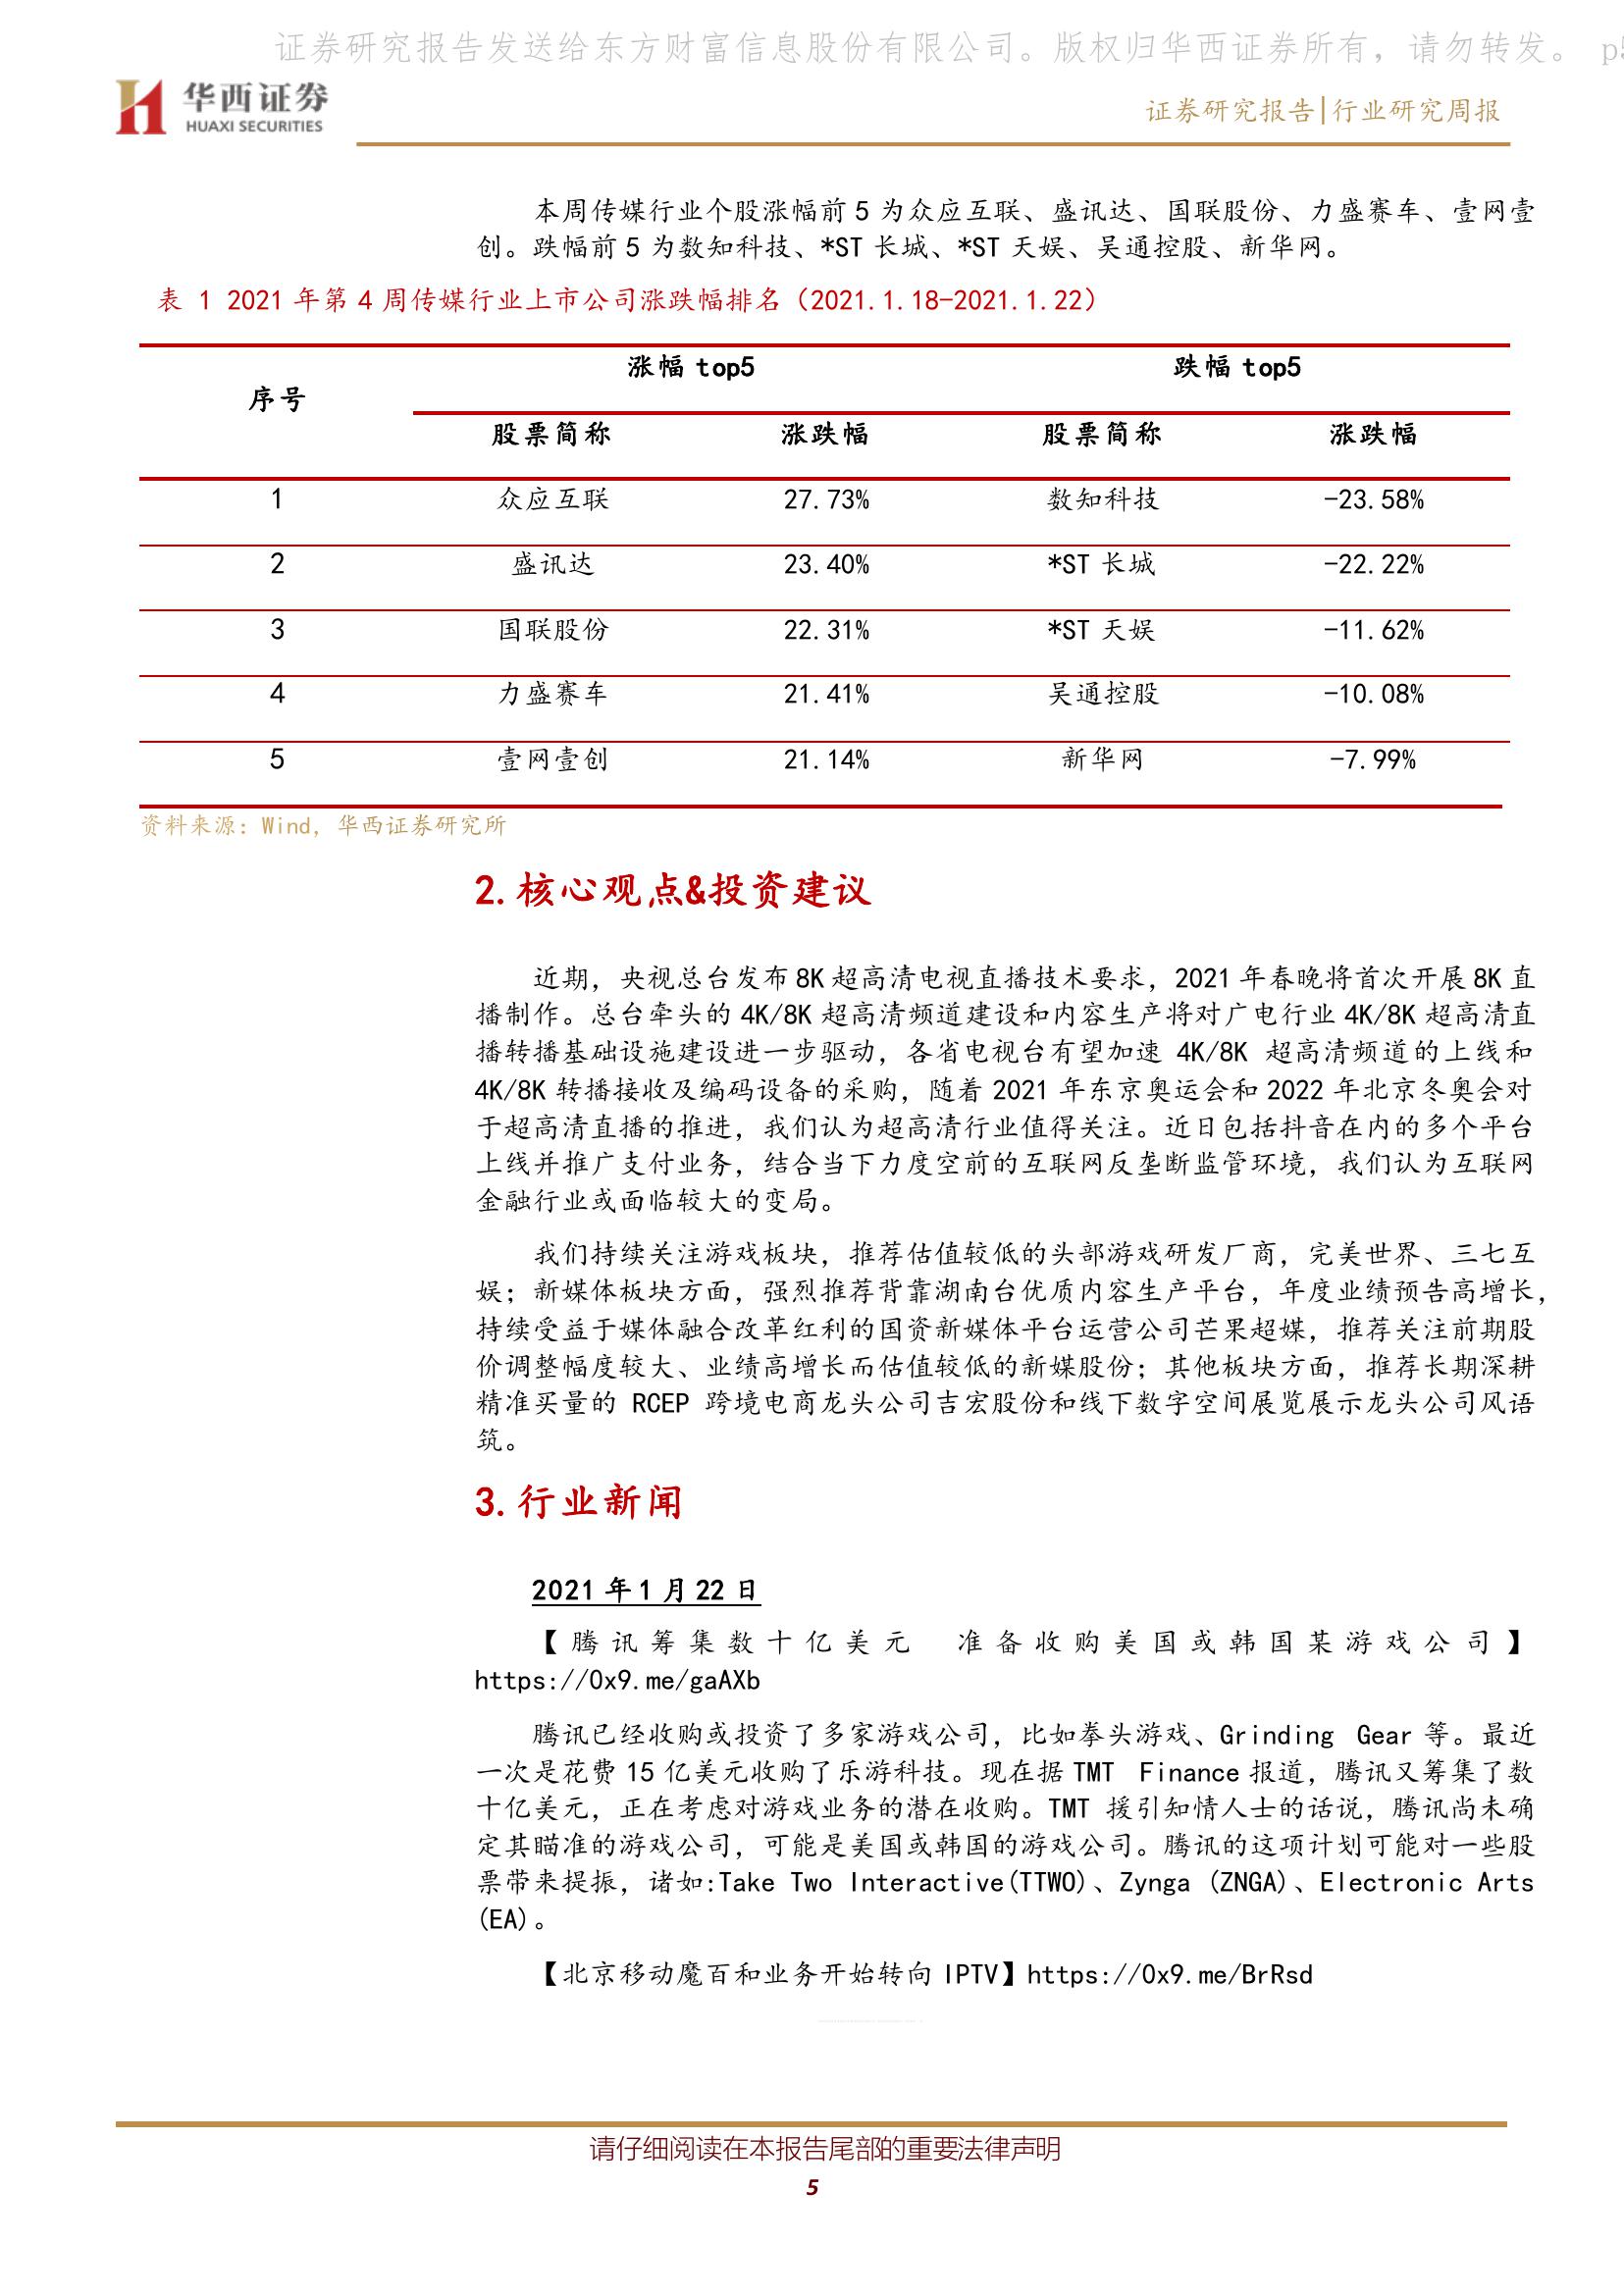 证券研究报告发送给东方财富信息股份有限公司。版权归华西证券所有，请勿转发。 p5
华西证券
HUAXI SECURITIES
证券研究报告|行业研究周报
本周传媒行业个股涨幅前 5 为众应互联、盛讯达、国联股份、力盛赛车、壹网壹
创。跌幅前 5 为数知科技、*ST 长城、*ST 天娱、吴通控股、新华网。
表 1 2021 年第 4 周传媒行业上市公司涨跌幅排名（2021.1.18-2021.1.22）
序号 涨幅 top5 跌幅 top5
股票简称 涨跌幅 股票简称 涨跌幅
1 众应互联 27.73% 数知科技 -23.58%
2 盛讯达 23.40% *ST 长城 -22.22%
3 国联股份 22.31% *ST 天娱 -11.62%
4 力盛赛车 21.41% 吴通控股 -10.08%
5 壹网壹创 21.14% 新华网 -7.99%
资料来源：Wind，华西证券研究所
2.核心观点&投资建议
近期，央视总台发布 8K 超高清电视直播技术要求，2021 年春晚将首次开展 8K 直
播制作。总台牵头的 4K/8K 超高清频道建设和内容生产将对广电行业 4K/8K 超高清直
播转播基础设施建设进一步驱动，各省电视台有望加速 4K/8K 超高清频道的上线和
4K/8K 转播接收及编码设备的采购，随着 2021 年东京奥运会和 2022 年北京冬奥会对
于超高清直播的推进，我们认为超高清行业值得关注。近日包括抖音在内的多个平台
上线并推广支付业务，结合当下力度空前的互联网反垄断监管环境，我们认为互联网
金融行业或面临较大的变局。
我们持续关注游戏板块，推荐估值较低的头部游戏研发厂商，完美世界、三七互
娱；新媒体板块方面，强烈推荐背靠湖南台优质内容生产平台，年度业绩预告高增长，
持续受益于媒体融合改革红利的国资新媒体平台运营公司芒果超媒，推荐关注前期股
价调整幅度较大、业绩高增长而估值较低的新媒股份；其他板块方面，推荐长期深耕
精准买量的 RCEP 跨境电商龙头公司吉宏股份和线下数字空间展览展示龙头公司风语
筑。
3.行业新闻
2021 年 1 月 22 日
【腾讯筹集数十亿美元 准备收购美国或韩国某游戏公司】
https://0x9.me/gaAXb
腾讯已经收购或投资了多家游戏公司，比如拳头游戏、Grinding Gear 等。最近
一次是花费 15 亿美元收购了乐游科技。现在据 TMT Finance 报道，腾讯又筹集了数
十亿美元，正在考虑对游戏业务的潜在收购。TMT 援引知情人士的话说，腾讯尚未确
定其瞄准的游戏公司，可能是美国或韩国的游戏公司。腾讯的这项计划可能对一些股
票带来提振，诸如:Take Two Interactive(TTWO)、Zynga (ZNGA)、Electronic Arts
(EA)。
【北京移动魔百和业务开始转向 IPTV】https://0x9.me/BrRsd
请仔细阅读在本报告尾部的重要法律声明
5